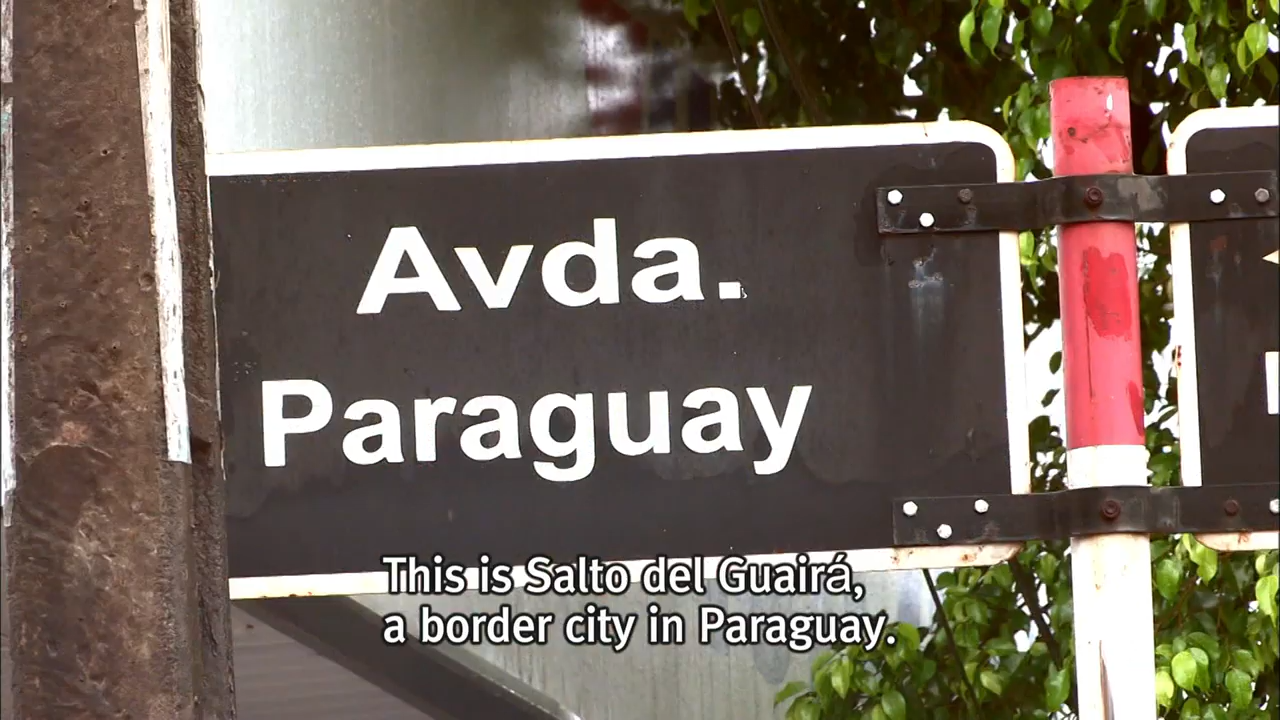 Avda.
Paraguay
This is Salto del Guairá,
a border city in Paraguay.